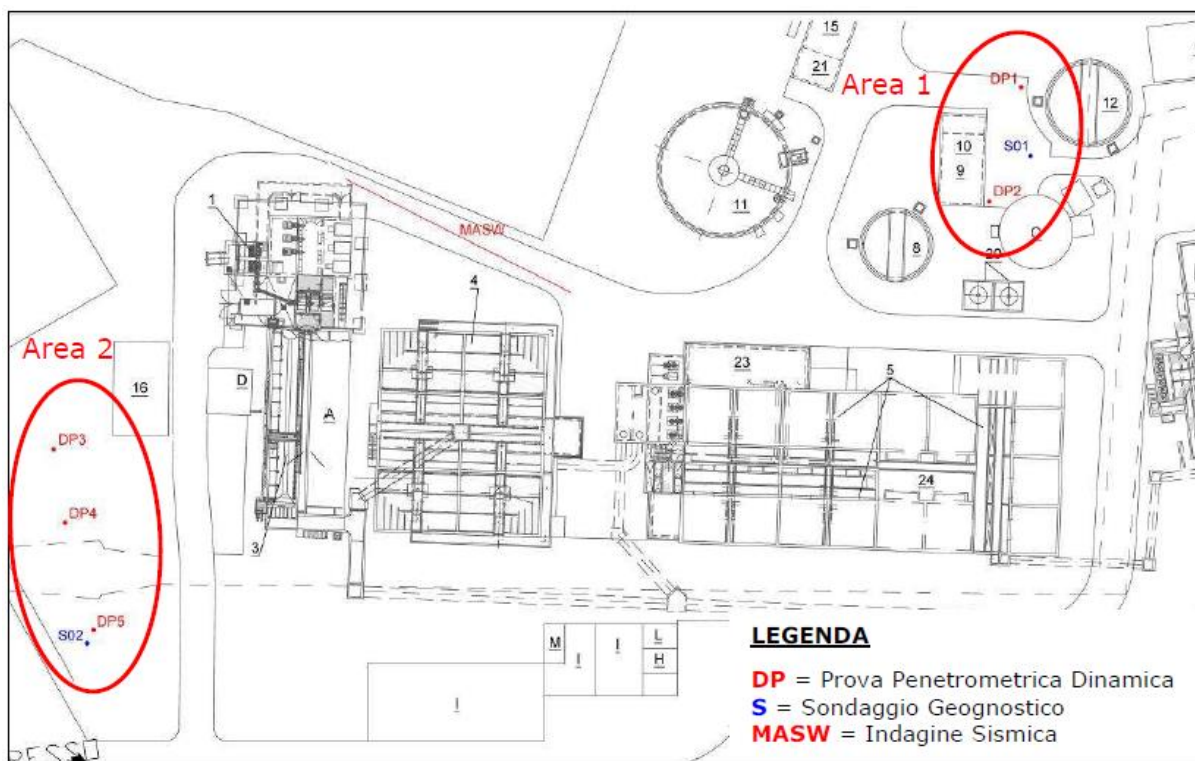 15
21
Area 1
DP1
12
10
S01
9
DP2
11
8
1
MASW
20
4
Area 2
16
D
A
23
5
DP3
24
DP4
3
DP5
S02
M
I
I
L
H
I
LEGENDA
DP = Prova Penetrometrica Dinamica
S = Sondaggio Geognostico
MASW = Indagine Sismica